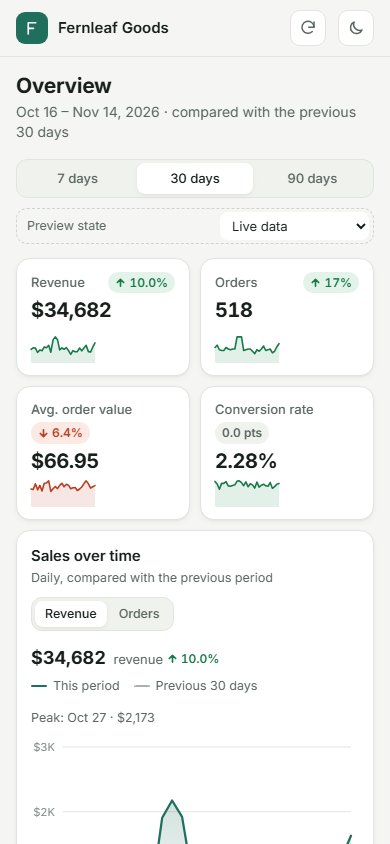 F
Fernleaf Goods
Overview
Oct 16 – Nov 14, 2026 · compared with the previous
30 days
7 days
30 days
90 days
Preview state
Live data
Revenue
↑ 10.0%
$34,682
Orders
↑ 17%
518
Avg. order value
↓ 6.4%
$66.95
Conversion rate
0.0 pts
2.28%
Sales over time
Daily, compared with the previous period
Revenue
Orders
$34,682 revenue ↑ 10.0%
This period
Previous 30 days
Peak: Oct 27 · $2,173
$3K
$2K